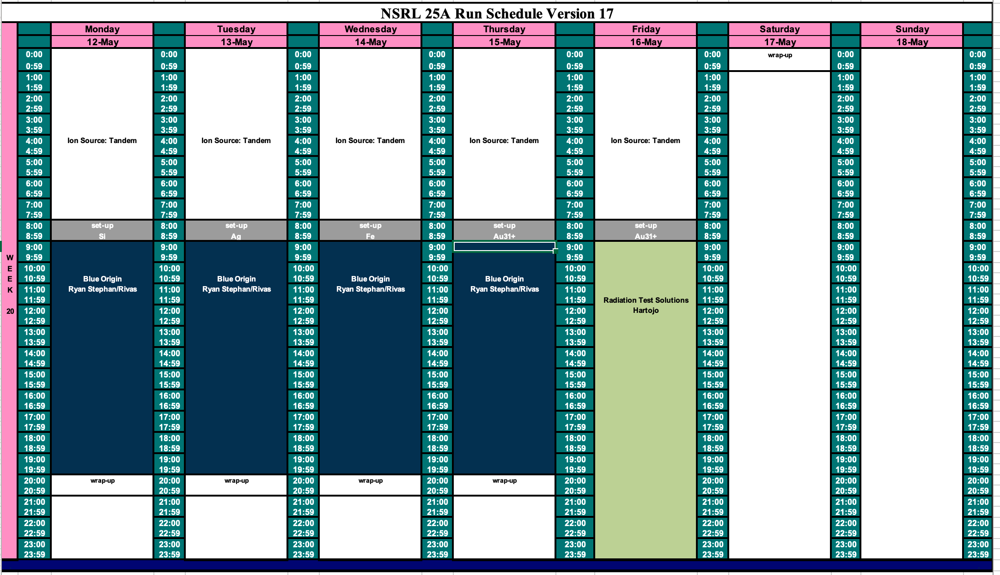 NSRL 25A Run Schedule Version 17
Monday Tuesday Wednesday Thursday Friday Saturday Sunday
12-May 13-May 14-May 15-May 16-May 17-May 18-May
0:00 0:00 0:00 0:00 0:00 0:00 wrap-up 0:00 0:00
0:59 0:59 0:59 0:59 0:59 0:59 0:59 0:59
1:00 1:00 1:00 1:00 1:00 1:00 1:00 1:00
1:59 1:59 1:59 1:59 1:59 1:59 1:59 1:59
2:00 2:00 2:00 2:00 2:00 2:00 2:00 2:00
2:59 2:59 2:59 2:59 2:59 2:59 2:59 2:59
3:00 3:00 3:00 3:00 3:00 3:00 3:00 3:00
3:59 3:59 3:59 3:59 3:59 3:59 3:59 3:59
4:00 Ion Source: Tandem 4:00 Ion Source: Tandem 4:00 Ion Source: Tandem 4:00 Ion Source: Tandem 4:00 Ion Source: Tandem 4:00 4:00 4:00
4:59 4:59 4:59 4:59 4:59 4:59 4:59 4:59
5:00 5:00 5:00 5:00 5:00 5:00 5:00 5:00
5:59 5:59 5:59 5:59 5:59 5:59 5:59 5:59
6:00 6:00 6:00 6:00 6:00 6:00 6:00 6:00
6:59 6:59 6:59 6:59 6:59 6:59 6:59 6:59
7:00 7:00 7:00 7:00 7:00 7:00 7:00 7:00
7:59 7:59 7:59 7:59 7:59 7:59 7:59 7:59
8:00 set-up 8:00 set-up 8:00 set-up 8:00 set-up 8:00 set-up 8:00 8:00 8:00
8:59 Si 8:59 Ag 8:59 Fe 8:59 Au31+ 8:59 Au31+ 8:59 8:59 8:59
9:00 9:00 9:00 9:00 9:00 9:00 9:00 9:00
W 9:59 9:59 9:59 9:59 9:59 9:59 9:59 9:59
E 10:00 10:00 10:00 10:00 10:00 10:00 10:00 10:00
E 10:59 Blue Origin 10:59 Blue Origin 10:59 Blue Origin 10:59 Blue Origin 10:59 10:59 10:59 10:59
K 11:00 Ryan Stephan/Rivas 11:00 Ryan Stephan/Rivas 11:00 Ryan Stephan/Rivas 11:00 Ryan Stephan/Rivas 11:00 11:00 11:00 11:00
11:59 11:59 11:59 11:59 11:59 Radiation Test Solutions 11:59 11:59 11:59
20 12:00 12:00 12:00 12:00 12:00 Hartojo 12:00 12:00 12:00
12:59 12:59 12:59 12:59 12:59 12:59 12:59 12:59
13:00 13:00 13:00 13:00 13:00 13:00 13:00 13:00
13:59 13:59 13:59 13:59 13:59 13:59 13:59 13:59
14:00 14:00 14:00 14:00 14:00 14:00 14:00 14:00
14:59 14:59 14:59 14:59 14:59 14:59 14:59 14:59
15:00 15:00 15:00 15:00 15:00 15:00 15:00 15:00
15:59 15:59 15:59 15:59 15:59 15:59 15:59 15:59
16:00 16:00 16:00 16:00 16:00 16:00 16:00 16:00
16:59 16:59 16:59 16:59 16:59 16:59 16:59 16:59
17:00 17:00 17:00 17:00 17:00 17:00 17:00 17:00
17:59 17:59 17:59 17:59 17:59 17:59 17:59 17:59
18:00 18:00 18:00 18:00 18:00 18:00 18:00 18:00
18:59 18:59 18:59 18:59 18:59 18:59 18:59 18:59
19:00 19:00 19:00 19:00 19:00 19:00 19:00 19:00
19:59 19:59 19:59 19:59 19:59 19:59 19:59 19:59
20:00 wrap-up 20:00 wrap-up 20:00 wrap-up 20:00 wrap-up 20:00 20:00 20:00 20:00
20:59 20:59 20:59 20:59 20:59 20:59 20:59 20:59
21:00 21:00 21:00 21:00 21:00 21:00 21:00 21:00
21:59 21:59 21:59 21:59 21:59 21:59 21:59 21:59
22:00 22:00 22:00 22:00 22:00 22:00 22:00 22:00
22:59 22:59 22:59 22:59 22:59 22:59 22:59 22:59
23:00 23:00 23:00 23:00 23:00 23:00 23:00 23:00
23:59 23:59 23:59 23:59 23:59 23:59 23:59 23:59